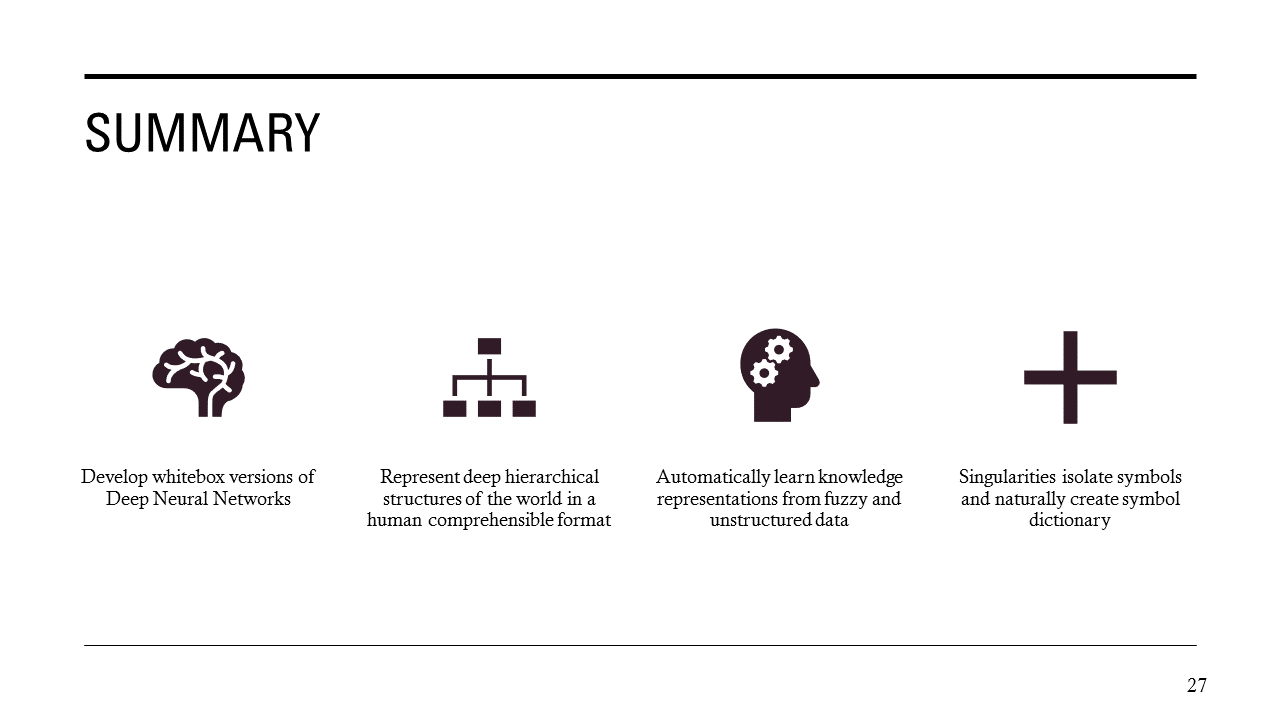 SUMMARY
Develop whitebox versions of
Deep Neural Networks
Represent deep hierarchical
structures of the world in a
human comprehensible format
Automatically learn knowledge
representations from fuzzy and
unstructured data
Singularities isolate symbols
and naturally create symbol
dictionary
27